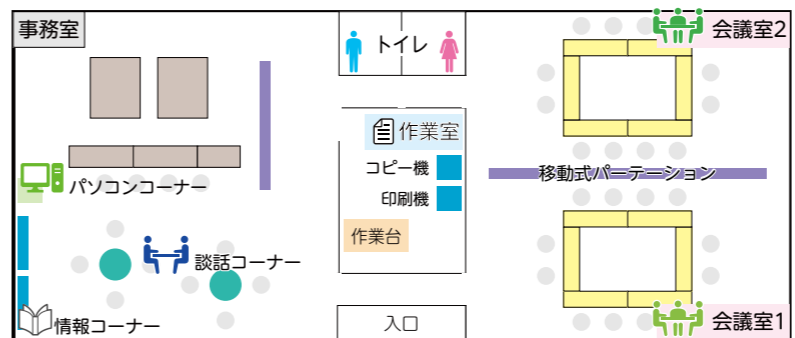 事務室
トイレ
会議室2
作業室
コピー機
印刷機
作業台
移動式パーテーション
パソコンコーナー
談話コーナー
情報コーナー
入口
会議室1